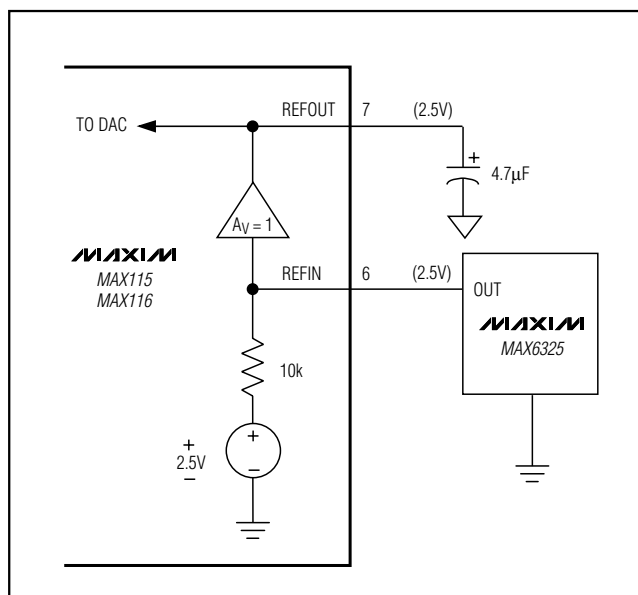 REFOUT 7 (2.5V)
TO DAC
+
4.7µF
AV = 1
MAXIM
MAX115
MAX116
REFIN 6 (2.5V)
OUT
MAXIM
MAX6325
10k
+
2.5V
−
+
−